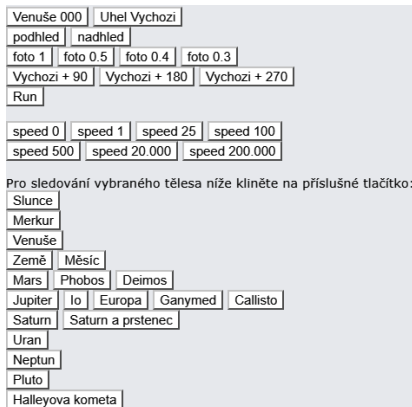 Venuše 000 Uhel Vychozi
podhled nadhled
foto 1 foto 0.5 foto 0.4 foto 0.3
Vychozi + 90 Vychozi + 180 Vychozi + 270
Run
speed 0 speed 1 speed 25 speed 100
speed 500 speed 20.000 speed 200.000
Pro sledování vybraného tělesa níže kliněte na příslušné tlačítko:
Slunce
Merkur
Venuše
Země Měsíc
Mars Phobos Deimos
Jupiter Io Europa Ganymed Callisto
Saturn Saturn a prstenec
Uran
Neptun
Pluto
Halleyova kometa